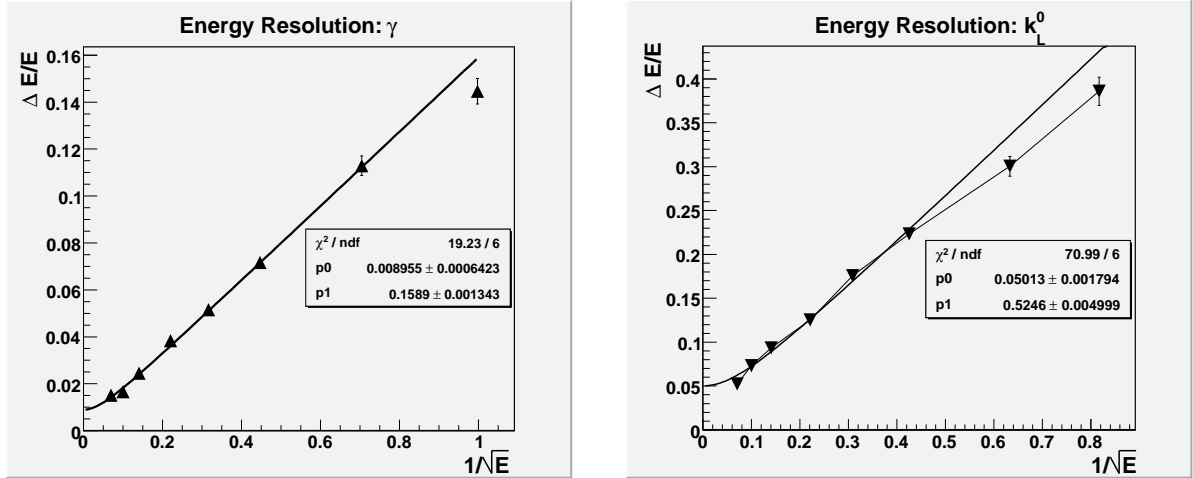 Energy Resolution: γ
Δ E/E
0.16
0.14
0.12
0.1
0.08
0.06
0.04
0.02
0
χ² / ndf 19.23 / 6
p0 0.008955 ± 0.0006423
p1 0.1589 ± 0.001343
0 0.2 0.4 0.6 0.8 1
1/√E
Energy Resolution: k⁰_L
Δ E/E
0.4
0.35
0.3
0.25
0.2
0.15
0.1
0.05
0
χ² / ndf 70.99 / 6
p0 0.05013 ± 0.001794
p1 0.5246 ± 0.004999
0 0.1 0.2 0.3 0.4 0.5 0.6 0.7 0.8
1/√E